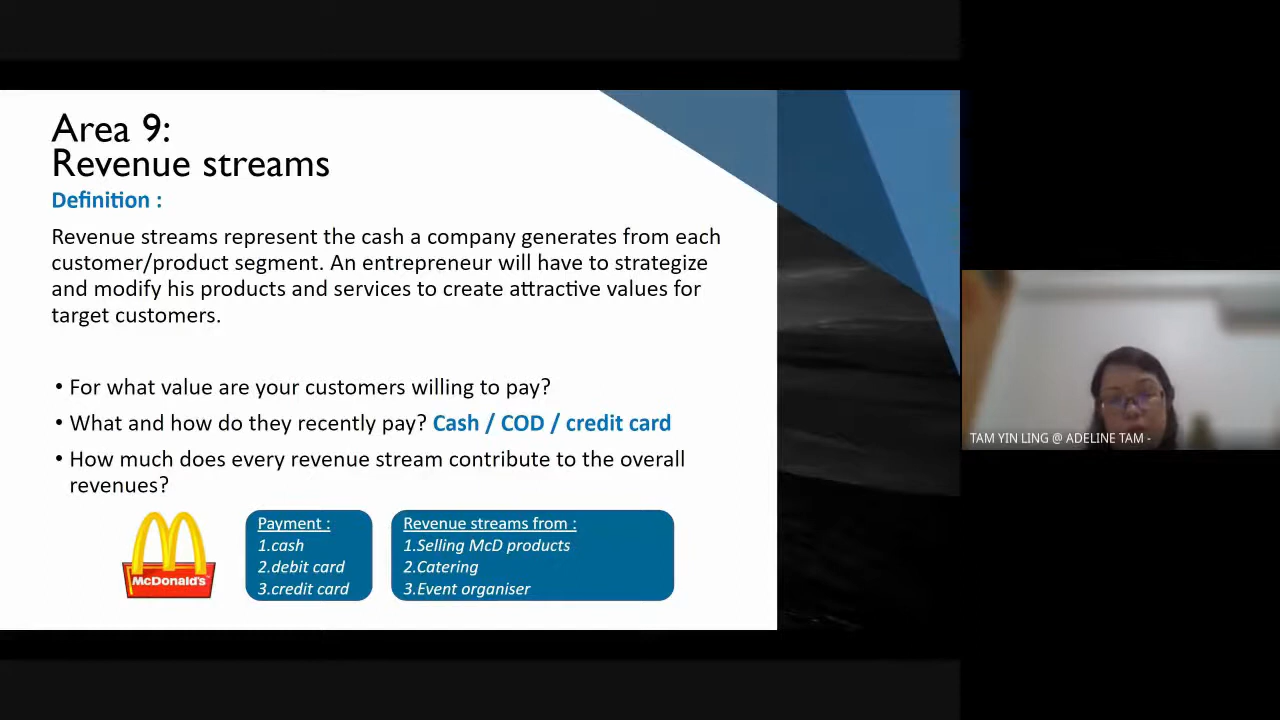 Area 9:
Revenue streams
Definition :
Revenue streams represent the cash a company generates from each
customer/product segment. An entrepreneur will have to strategize
and modify his products and services to create attractive values for
target customers.
• For what value are your customers willing to pay?
• What and how do they recently pay? Cash / COD / credit card
• How much does every revenue stream contribute to the overall
revenues?
McDonald's
Payment :
1.cash
2.debit card
3.credit card
Revenue streams from :
1.Selling McD products
2.Catering
3.Event organiser
TAM YIN LING @ ADELINE TAM -